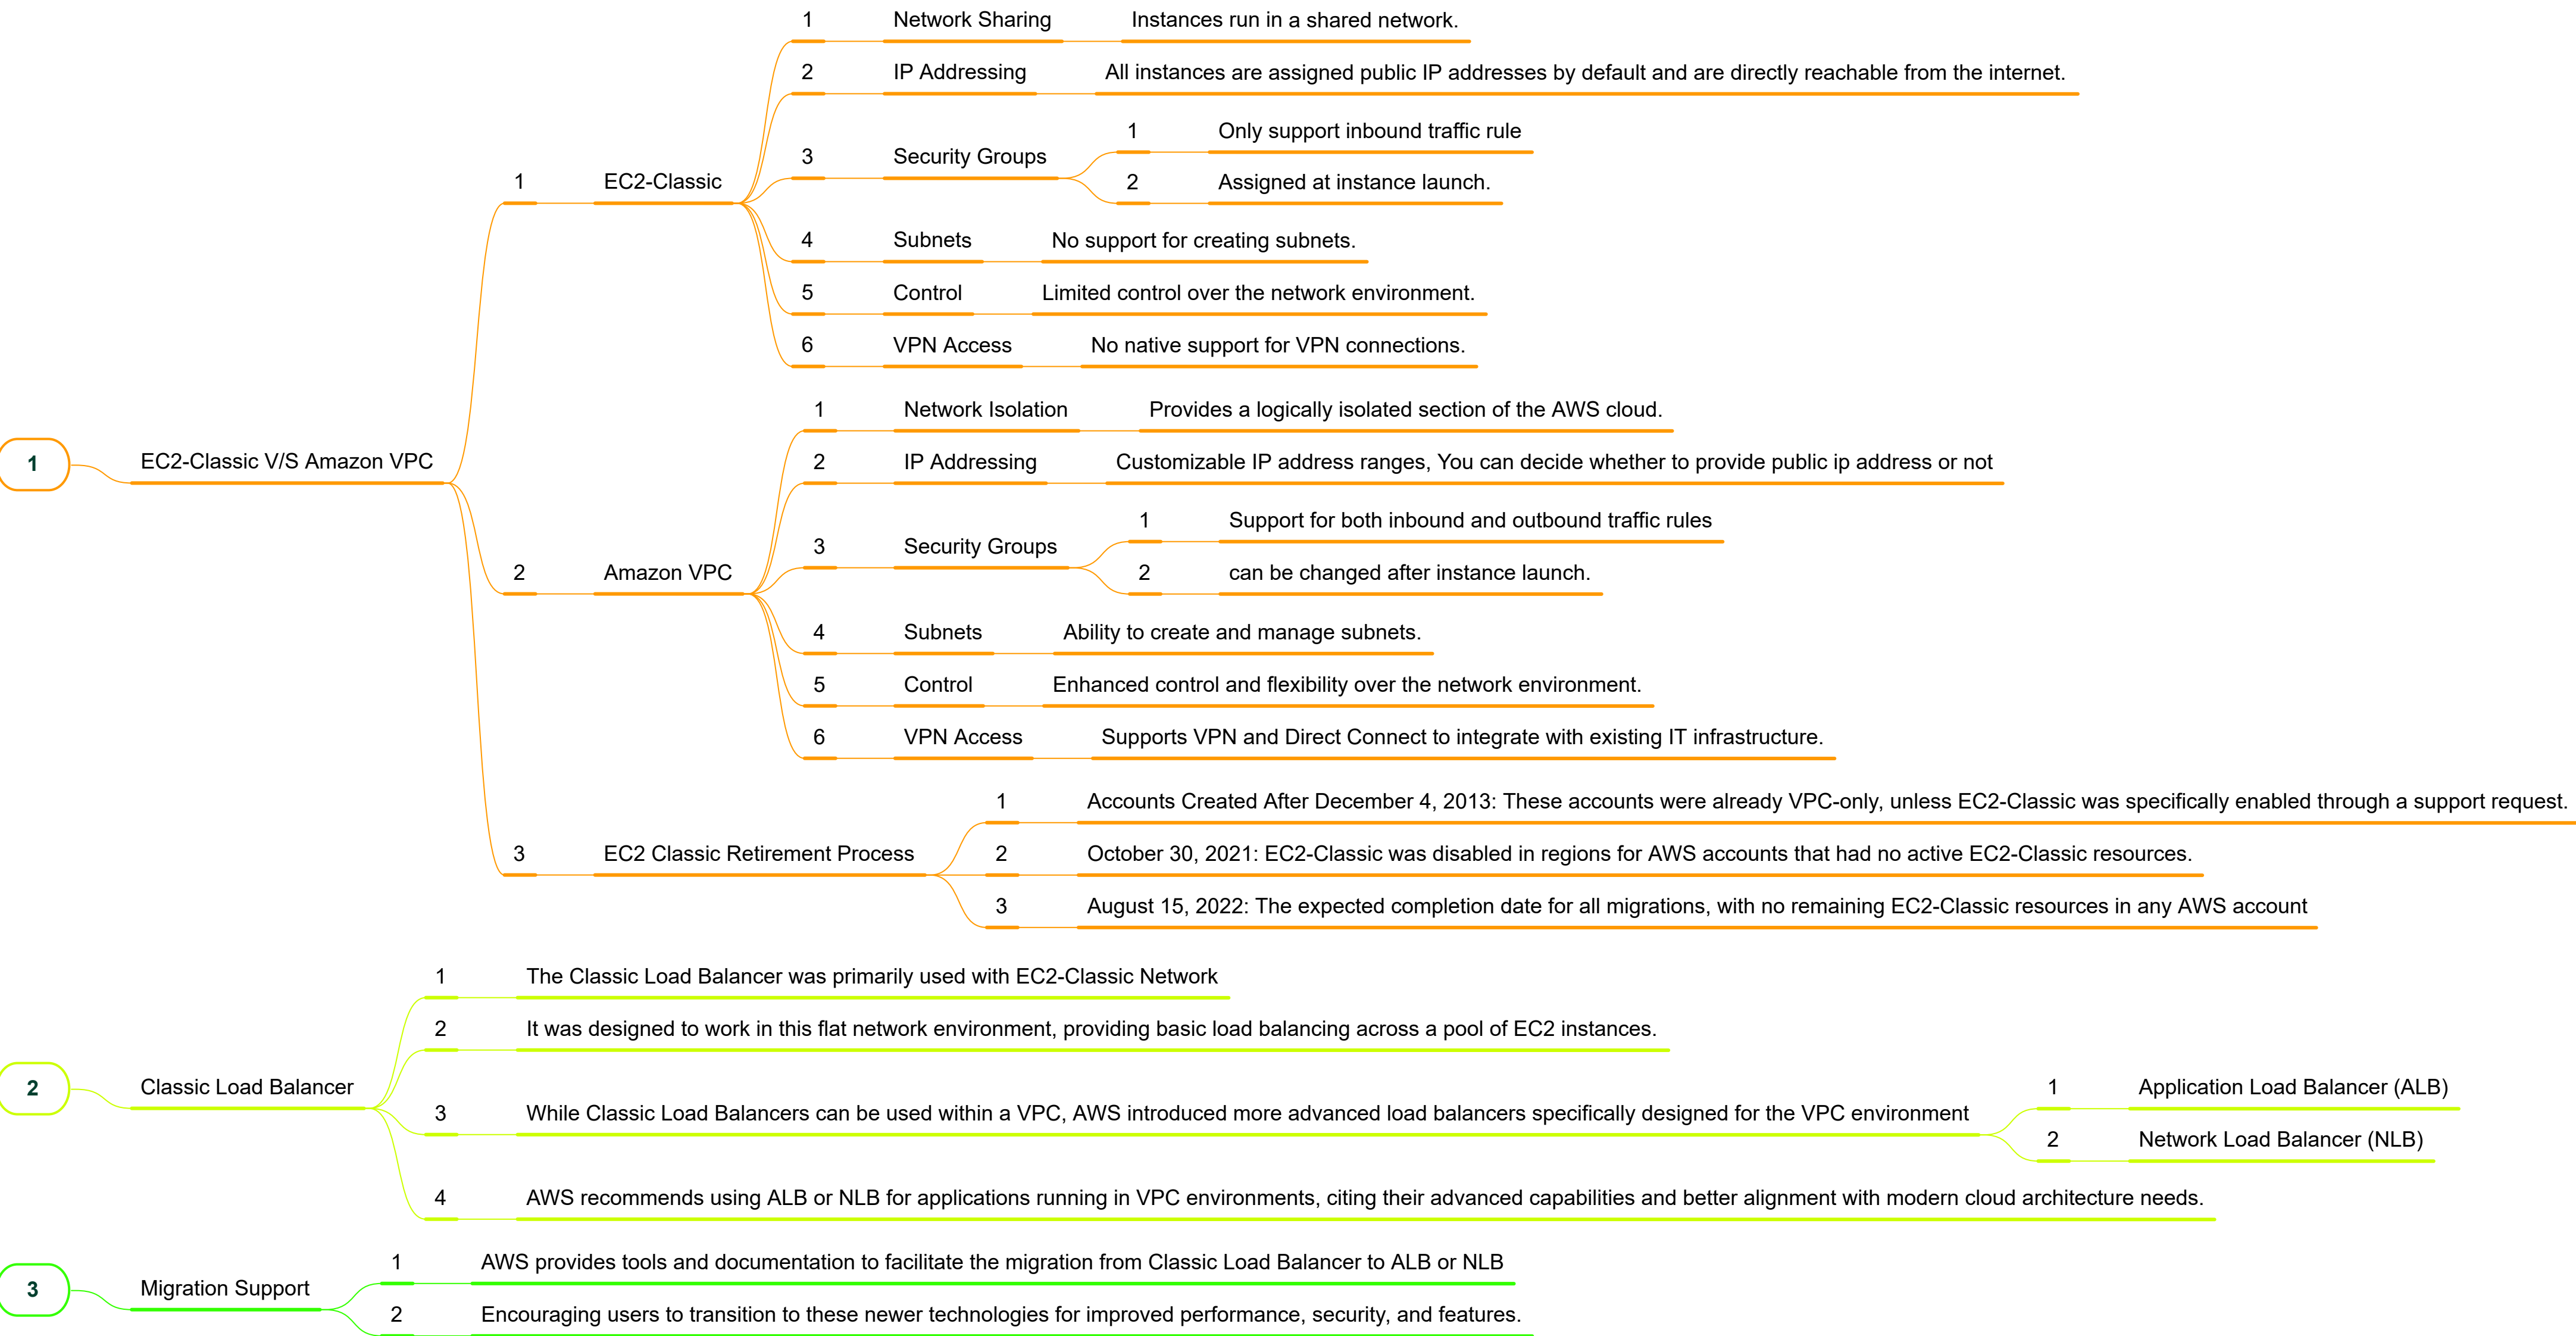 1
EC2-Classic V/S Amazon VPC
1
EC2-Classic
1
Network Sharing
Instances run in a shared network.
2
IP Addressing
All instances are assigned public IP addresses by default and are directly reachable from the internet.
3
Security Groups
1
Only support inbound traffic rule
2
Assigned at instance launch.
4
Subnets
No support for creating subnets.
5
Control
Limited control over the network environment.
6
VPN Access
No native support for VPN connections.
2
Amazon VPC
1
Network Isolation
Provides a logically isolated section of the AWS cloud.
2
IP Addressing
Customizable IP address ranges, You can decide whether to provide public ip address or not
3
Security Groups
1
Support for both inbound and outbound traffic rules
2
can be changed after instance launch.
4
Subnets
Ability to create and manage subnets.
5
Control
Enhanced control and flexibility over the network environment.
6
VPN Access
Supports VPN and Direct Connect to integrate with existing IT infrastructure.
3
EC2 Classic Retirement Process
1
Accounts Created After December 4, 2013: These accounts were already VPC-only, unless EC2-Classic was specifically enabled through a support request.
2
October 30, 2021: EC2-Classic was disabled in regions for AWS accounts that had no active EC2-Classic resources.
3
August 15, 2022: The expected completion date for all migrations, with no remaining EC2-Classic resources in any AWS account
2
Classic Load Balancer
1
The Classic Load Balancer was primarily used with EC2-Classic Network
2
It was designed to work in this flat network environment, providing basic load balancing across a pool of EC2 instances.
3
While Classic Load Balancers can be used within a VPC, AWS introduced more advanced load balancers specifically designed for the VPC environment
1
Application Load Balancer (ALB)
2
Network Load Balancer (NLB)
4
AWS recommends using ALB or NLB for applications running in VPC environments, citing their advanced capabilities and better alignment with modern cloud architecture needs.
3
Migration Support
1
AWS provides tools and documentation to facilitate the migration from Classic Load Balancer to ALB or NLB
2
Encouraging users to transition to these newer technologies for improved performance, security, and features.